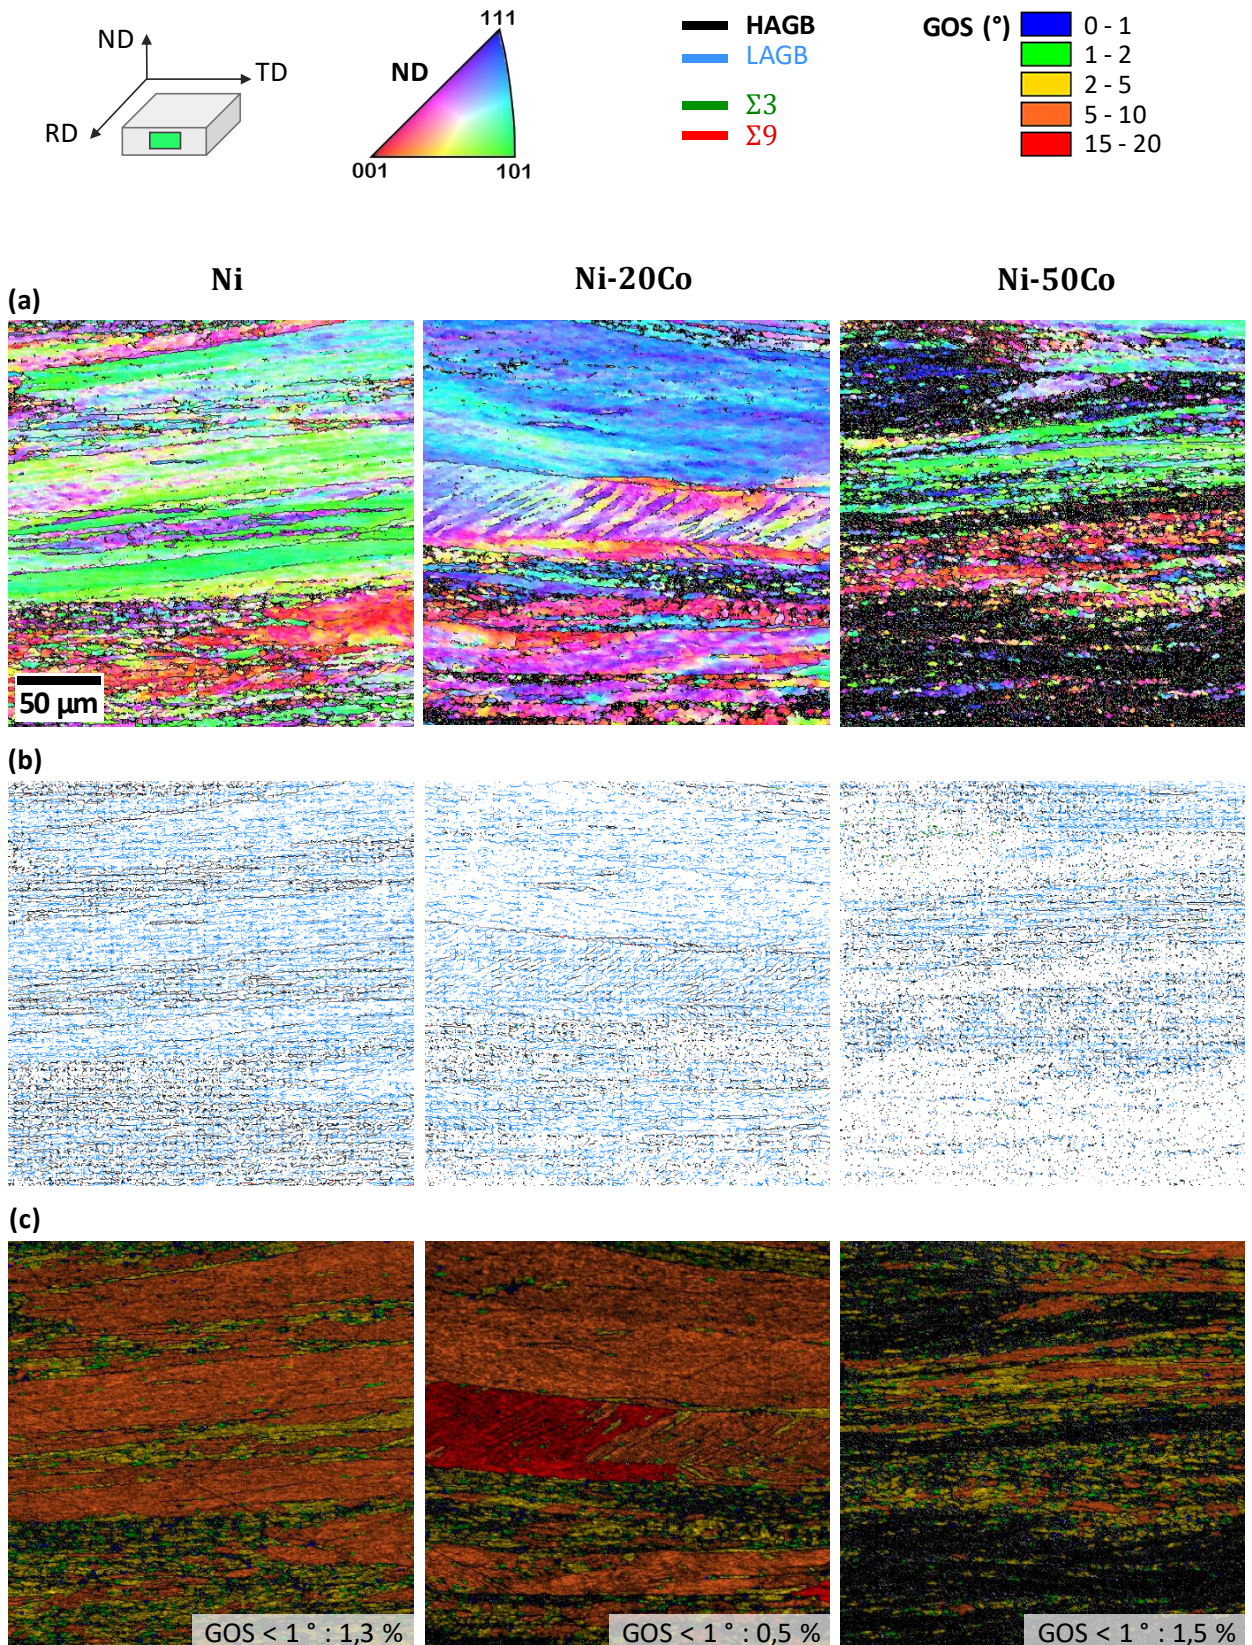 ND
TD
RD
111
ND
001
101
HAGB
LAGB
Σ3
Σ9
GOS (°)
0 - 1
1 - 2
2 - 5
5 - 10
15 - 20
Ni
Ni-20Co
Ni-50Co
(a)
50 µm
(b)
(c)
GOS < 1 ° : 1,3 %
GOS < 1 ° : 0,5 %
GOS < 1 ° : 1,5 %